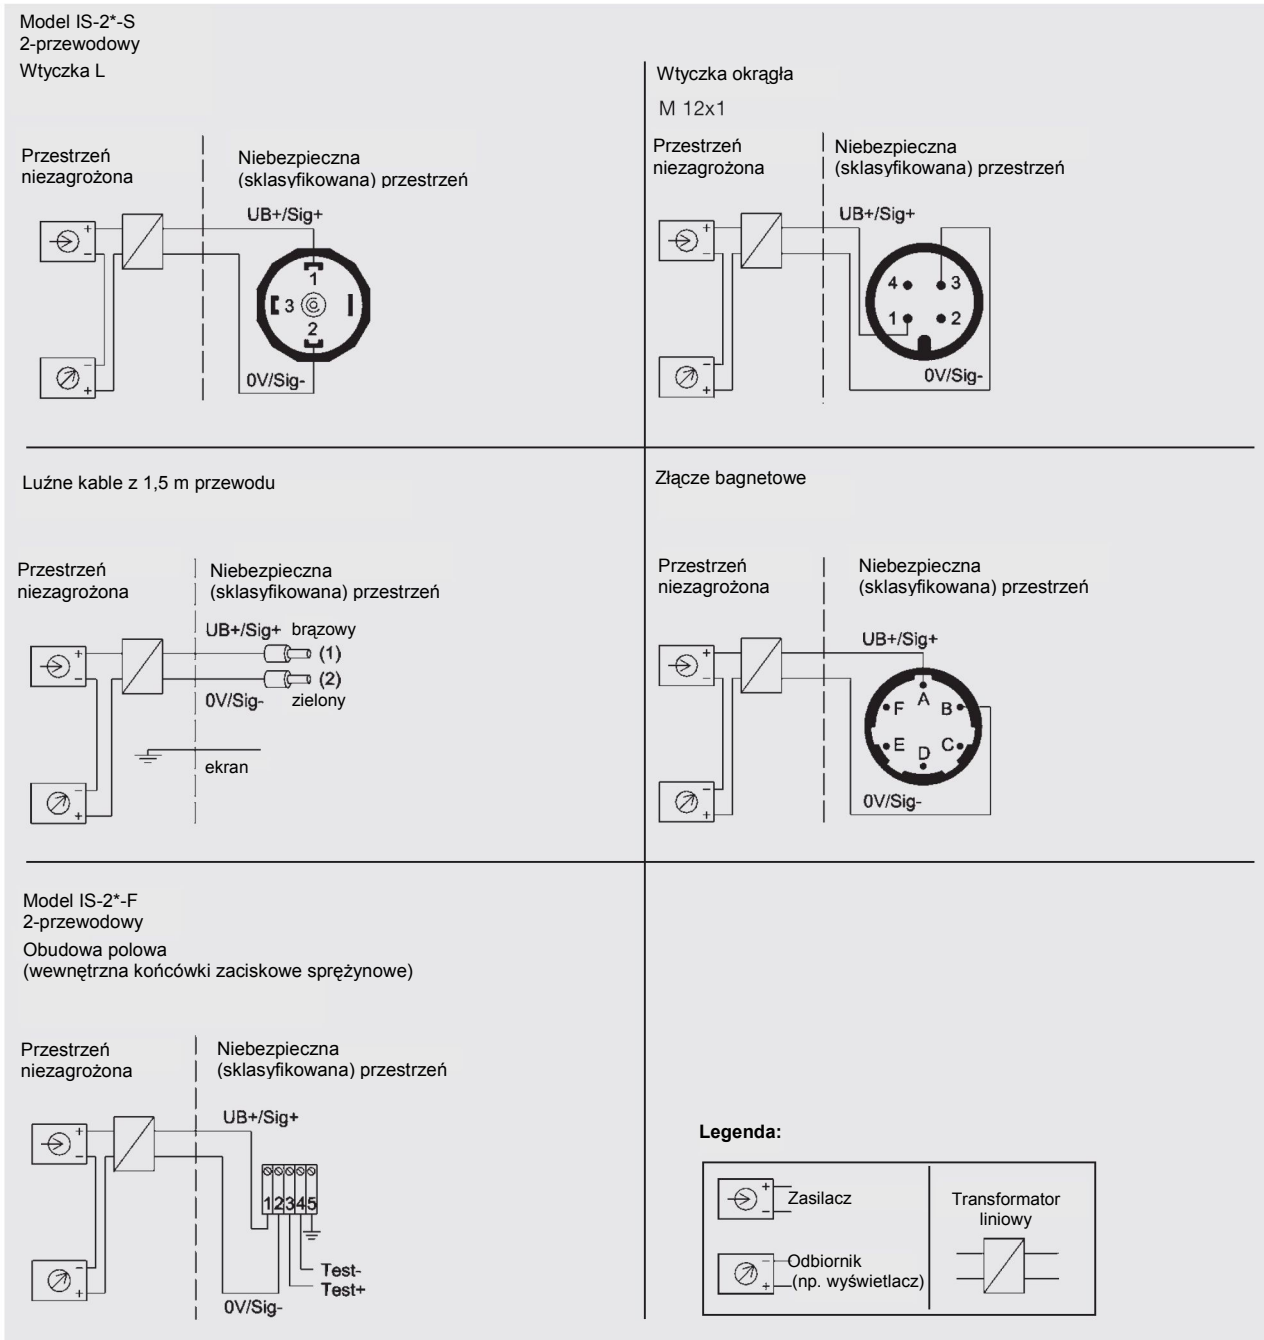 Model IS-2*-S
2-przewodowy
Wtyczka L
Przestrzeń
niezagrożona
Niebezpieczna
(sklasyfikowana) przestrzeń
UB+/Sig+
+
-
1
3
2
-
+
0V/Sig-
Wtyczka okrągła
M 12x1
Przestrzeń
niezagrożona
Niebezpieczna
(sklasyfikowana) przestrzeń
UB+/Sig+
+
-
4
3
1
2
-
+
0V/Sig-
Luźne kable z 1,5 m przewodu
Przestrzeń
niezagrożona
Niebezpieczna
(sklasyfikowana) przestrzeń
UB+/Sig+ brązowy
+
-
(1)
(2)
0V/Sig- zielony
ekran
-
+
Złącze bagnetowe
Przestrzeń
niezagrożona
Niebezpieczna
(sklasyfikowana) przestrzeń
UB+/Sig+
+
-
A
F
B
E
D
C
-
+
0V/Sig-
Model IS-2*-F
2-przewodowy
Obudowa polowa
(wewnętrzna końcówki zaciskowe sprężynowe)
Przestrzeń
niezagrożona
Niebezpieczna
(sklasyfikowana) przestrzeń
UB+/Sig+
+
-
12345
-
+
Test-
Test+
0V/Sig-
Legenda:
+
-
Zasilacz
-
+
Odbiornik
(np. wyświetlacz)
Transformator
liniowy